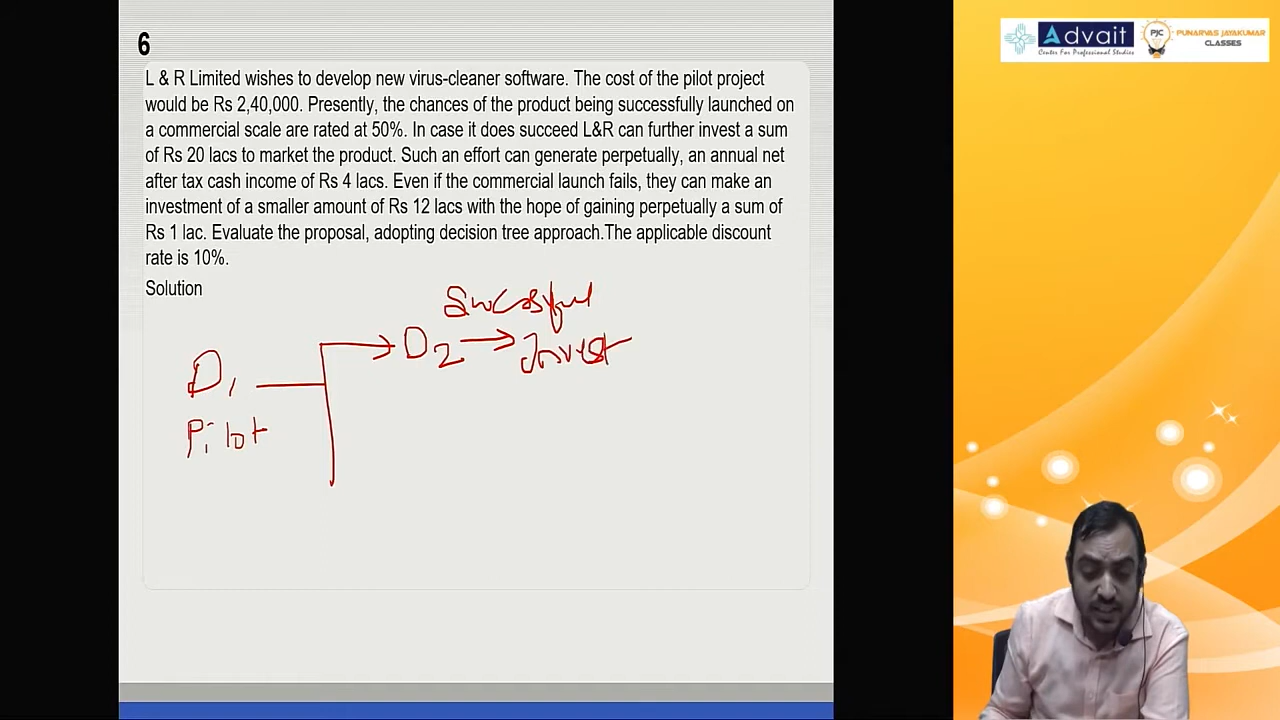 6
L & R Limited wishes to develop new virus-cleaner software. The cost of the pilot project
would be Rs 2,40,000. Presently, the chances of the product being successfully launched on
a commercial scale are rated at 50%. In case it does succeed L&R can further invest a sum
of Rs 20 lacs to market the product. Such an effort can generate perpetually, an annual net
after tax cash income of Rs 4 lacs. Even if the commercial launch fails, they can make an
investment of a smaller amount of Rs 12 lacs with the hope of gaining perpetually a sum of
Rs 1 lac. Evaluate the proposal, adopting decision tree approach.The applicable discount
rate is 10%.
Solution
D1
Pilot
D2
Invest
Advait
Center For Professional Studies
PJC
PUNARVAS JAYAKUMAR
CLASSES